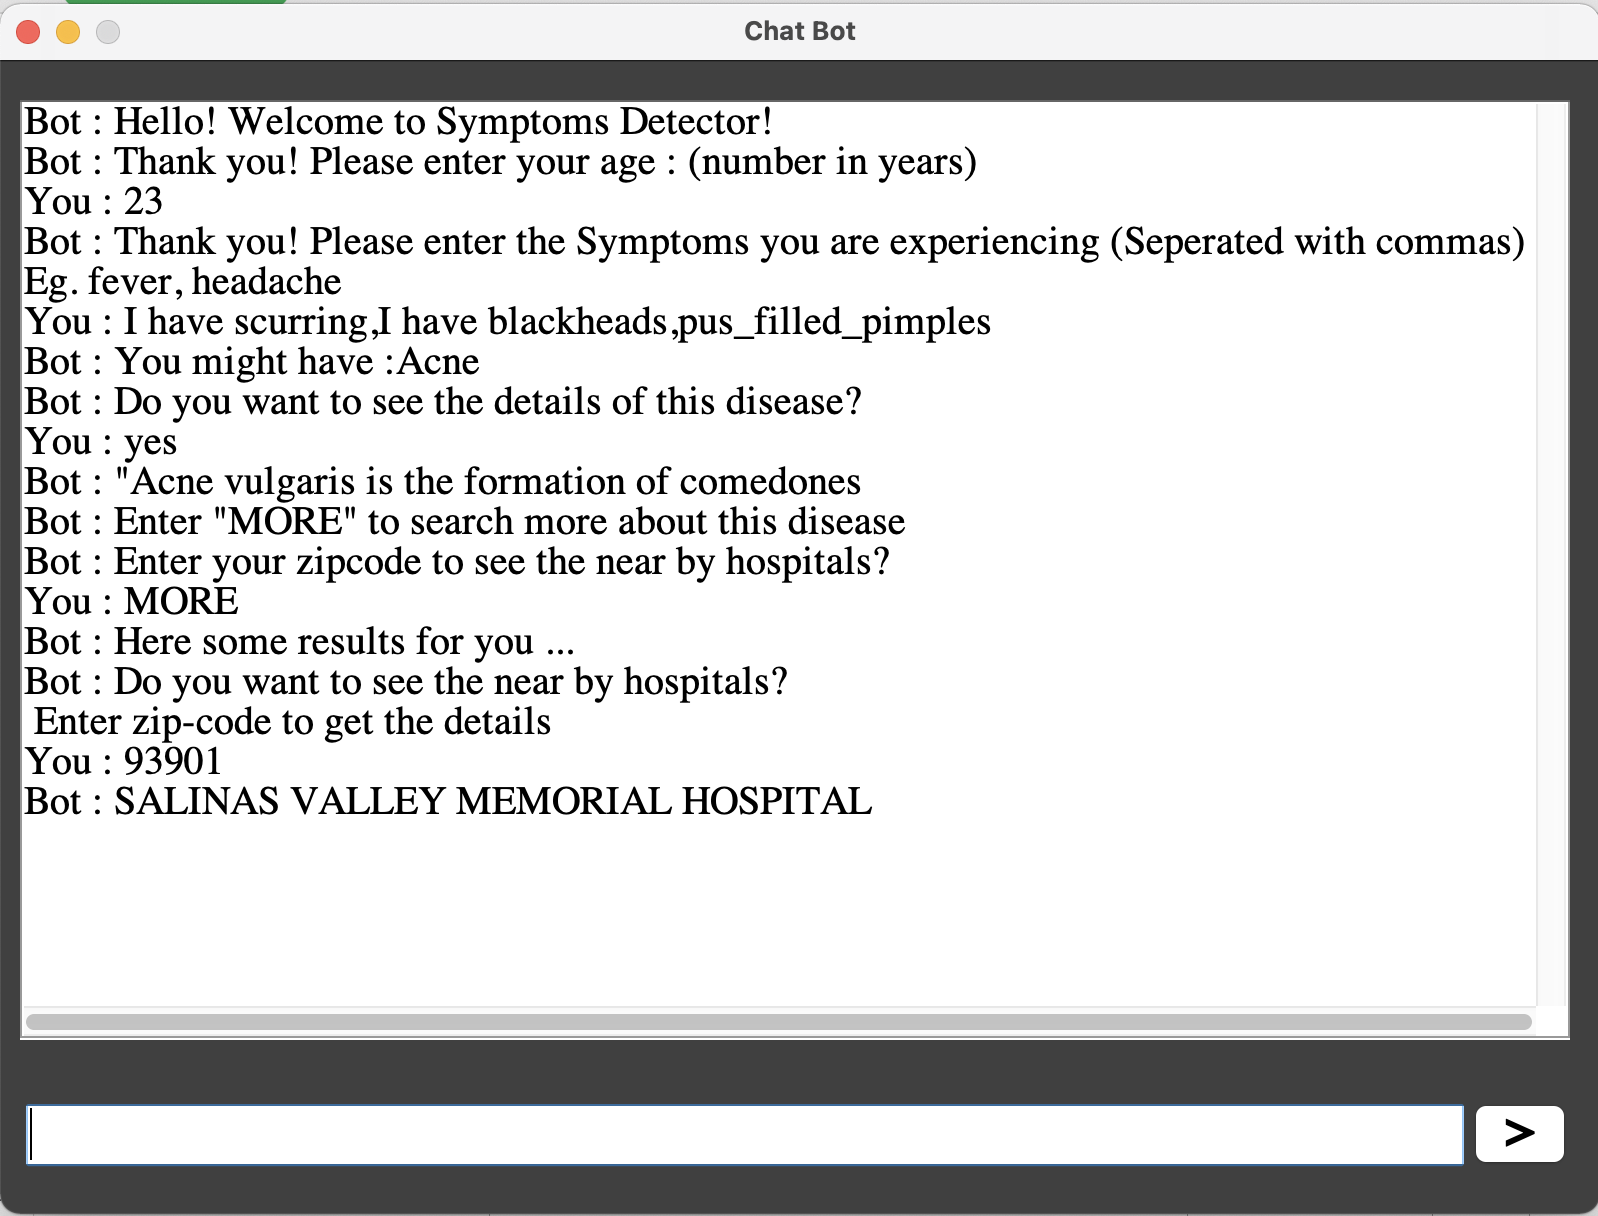 Chat Bot
Bot : Hello! Welcome to Symptoms Detector!
Bot : Thank you! Please enter your age : (number in years)
You : 23
Bot : Thank you! Please enter the Symptoms you are experiencing (Seperated with commas)
Eg. fever, headache
You : I have scurring,I have blackheads,pus_filled_pimples
Bot : You might have :Acne
Bot : Do you want to see the details of this disease?
You : yes
Bot : "Acne vulgaris is the formation of comedones
Bot : Enter "MORE" to search more about this disease
Bot : Enter your zipcode to see the near by hospitals?
You : MORE
Bot : Here some results for you ...
Bot : Do you want to see the near by hospitals?
Enter zip-code to get the details
You : 93901
Bot : SALINAS VALLEY MEMORIAL HOSPITAL
>